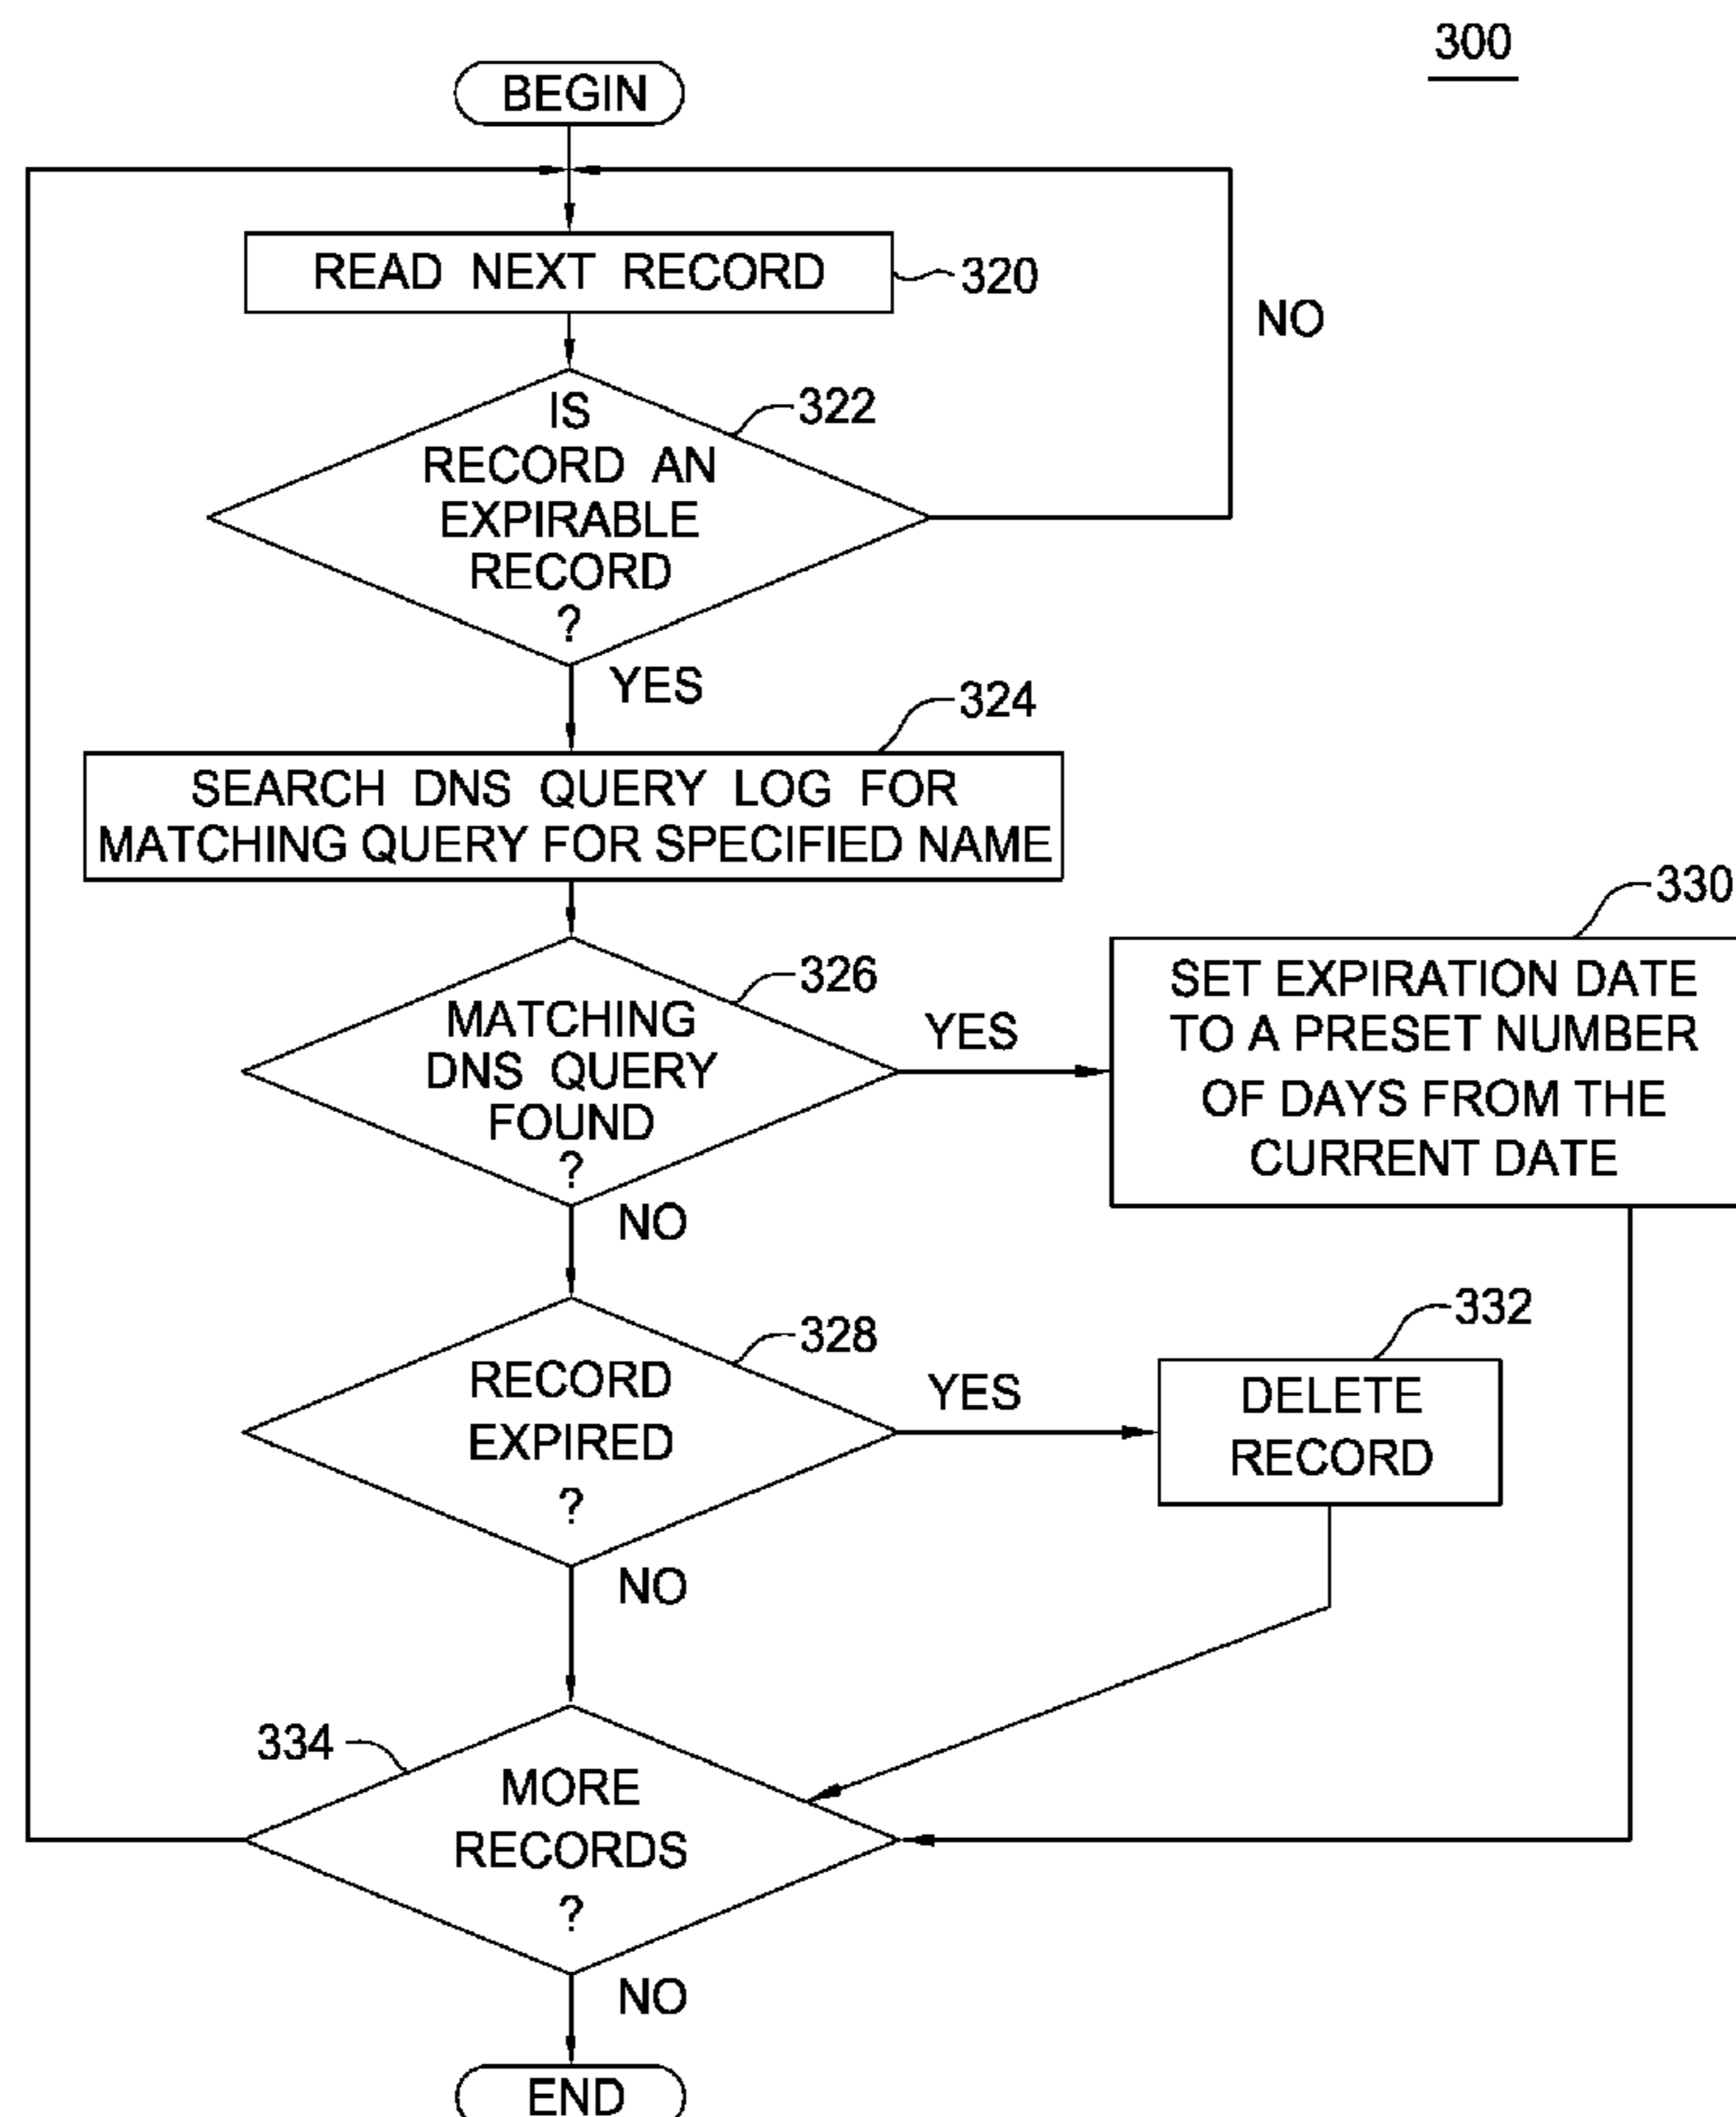 300
BEGIN
READ NEXT RECORD
320
NO
IS
RECORD AN
EXPIRABLE
RECORD
?
322
YES
324
SEARCH DNS QUERY LOG FOR
MATCHING QUERY FOR SPECIFIED NAME
330
326
MATCHING
DNS QUERY
FOUND
?
YES
SET EXPIRATION DATE
TO A PRESET NUMBER
OF DAYS FROM THE
CURRENT DATE
NO
332
328
RECORD
EXPIRED
?
YES
DELETE
RECORD
NO
334
MORE
RECORDS
?
NO
END